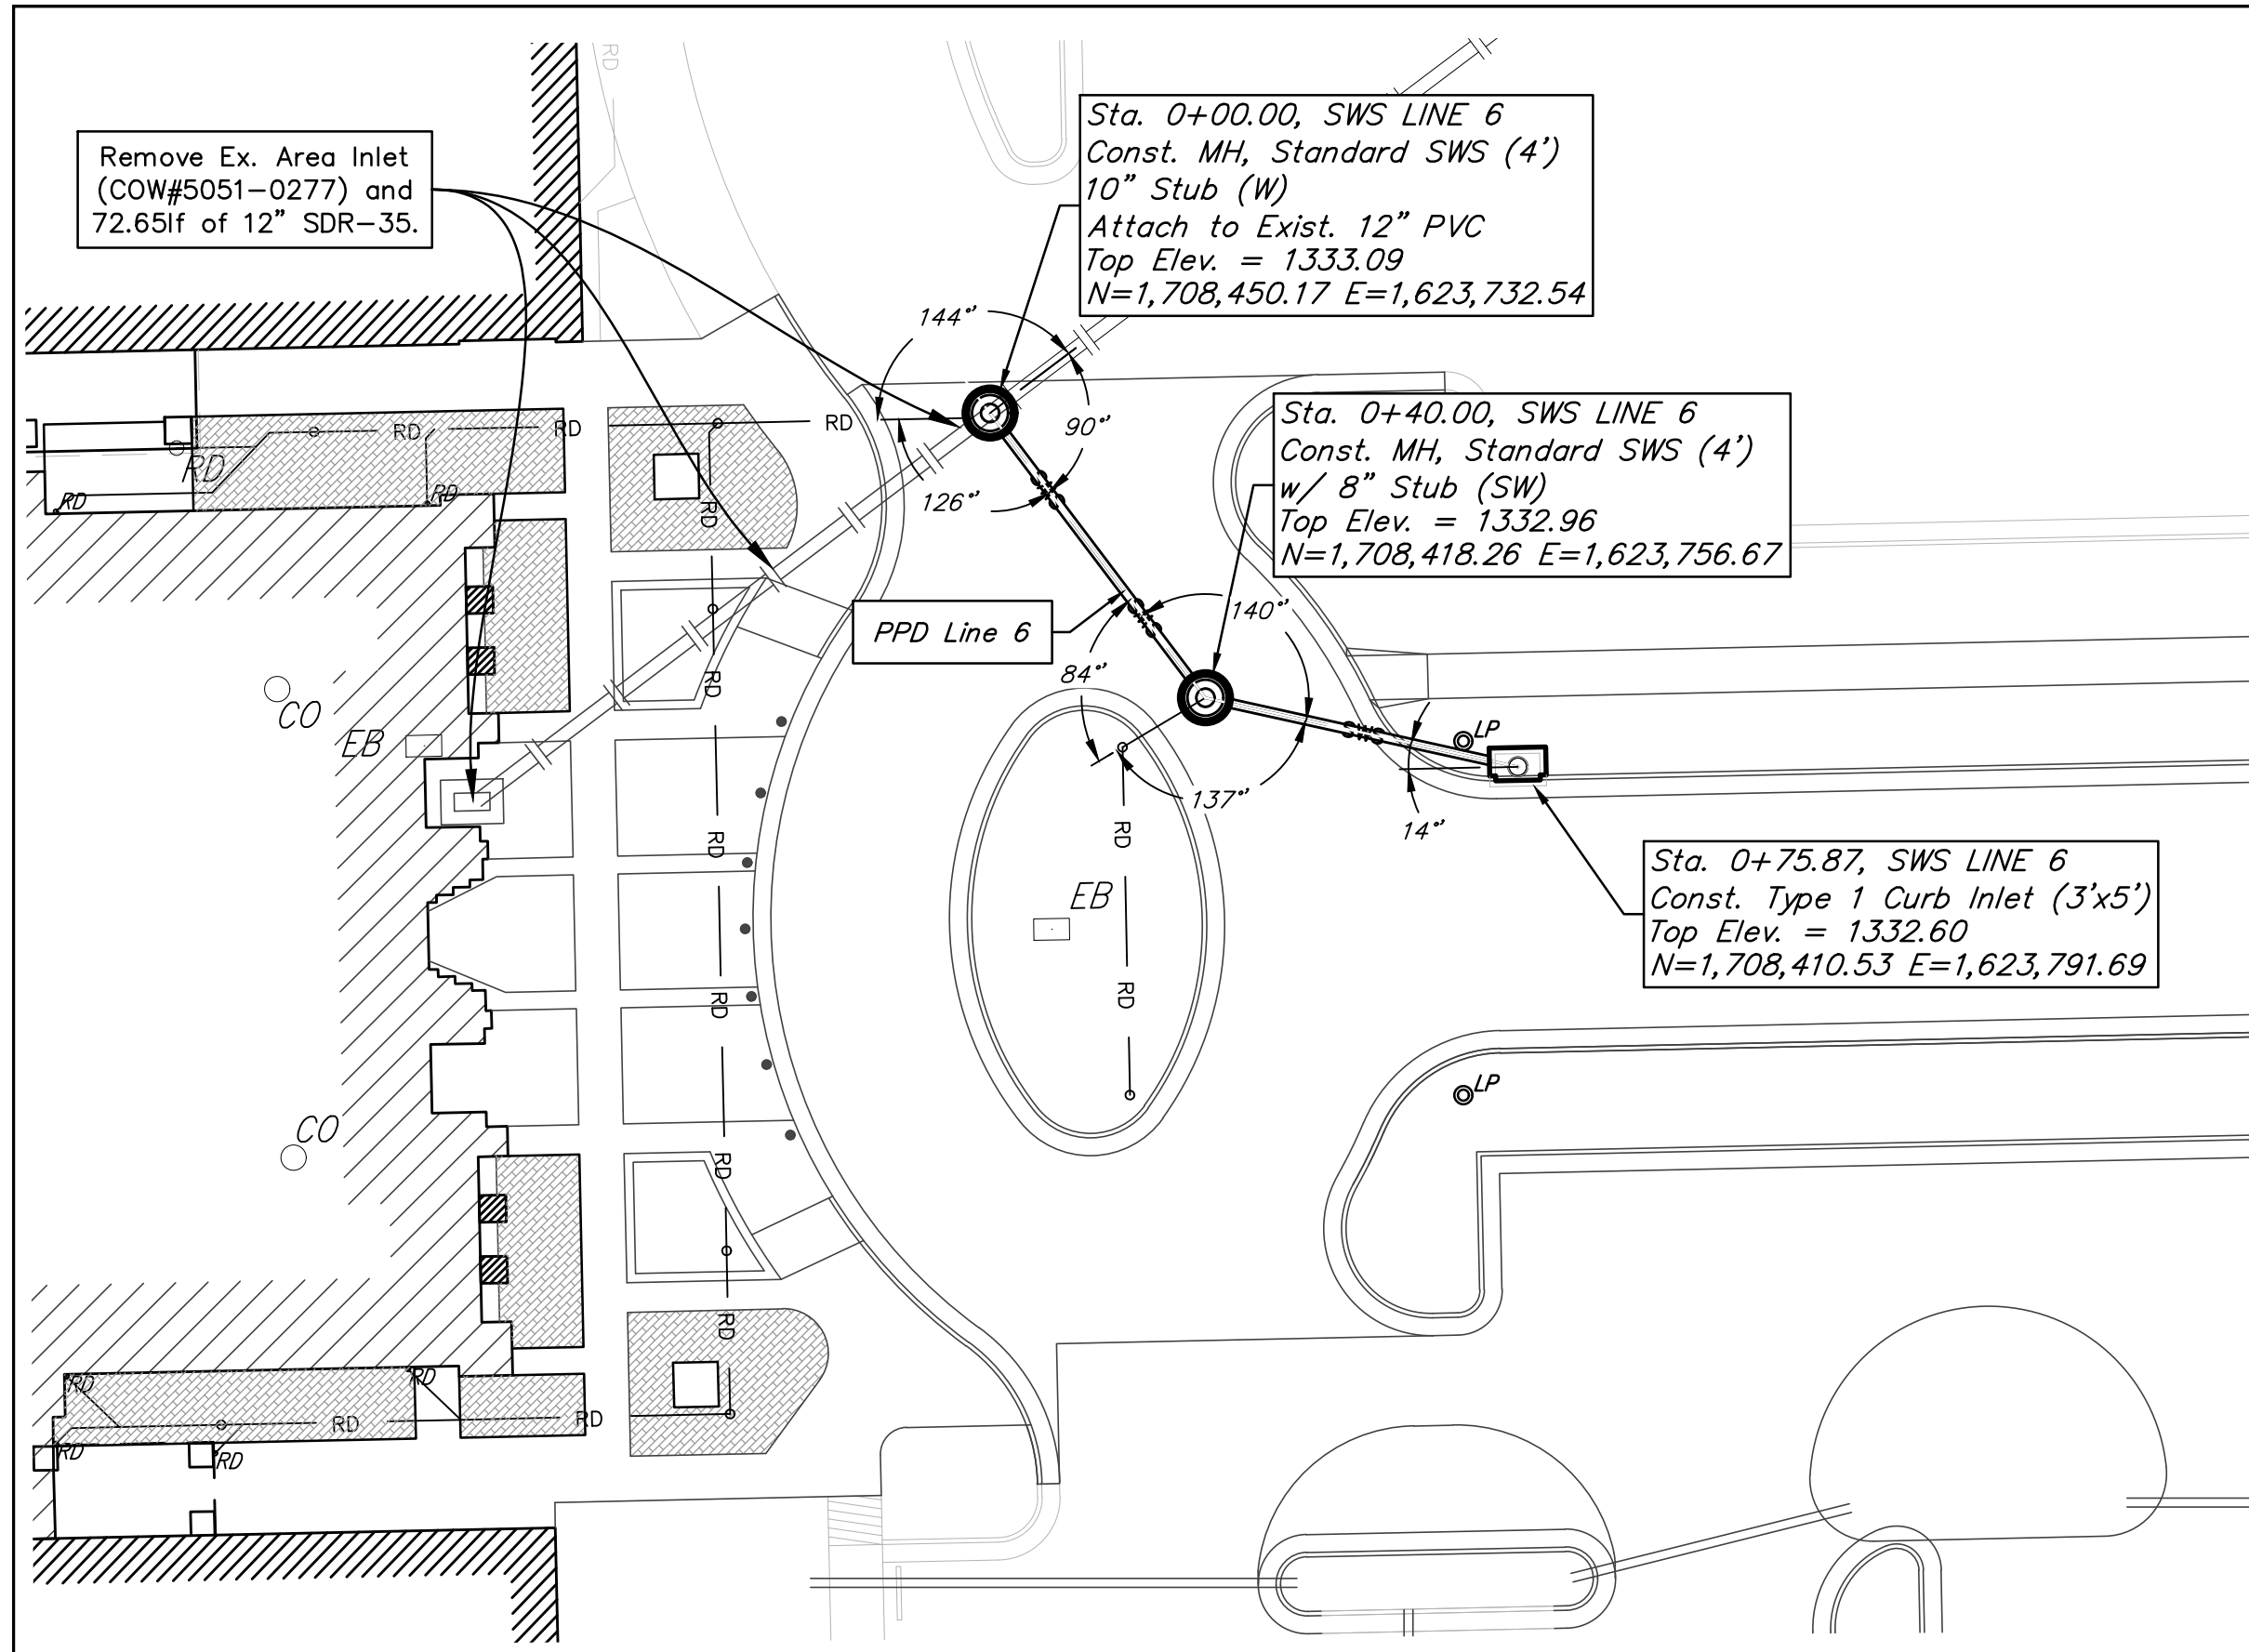 RD
Remove Ex. Area Inlet
(COW#5051-0277) and
72.65lf of 12" SDR-35.
Sta. 0+00.00, SWS LINE 6
Const. MH, Standard SWS (4')
10" Stub (W)
Attach to Exist. 12" PVC
Top Elev. = 1333.09
N=1,708,450.17 E=1,623,732.54
144°'
90°'
126°'
Sta. 0+40.00, SWS LINE 6
Const. MH, Standard SWS (4')
w/ 8" Stub (SW)
Top Elev. = 1332.96
N=1,708,418.26 E=1,623,756.67
RD
RD
RD
RD
RD
RD
RD
PPD Line 6
140°'
84°'
RD
CO
EB
LP
137°'
14°'
RD
RD
EB
Sta. 0+75.87, SWS LINE 6
Const. Type 1 Curb Inlet (3'x5')
Top Elev. = 1332.60
N=1,708,410.53 E=1,623,791.69
RD
RD
LP
CO
RD
RD
RD
RD
RD
RD
RD
RD